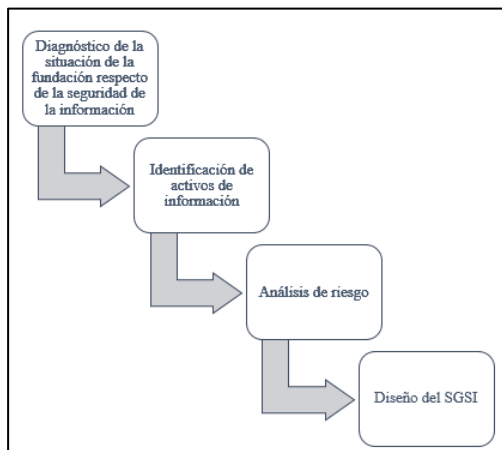 Diagnóstico de la
situación de la
fundación respecto
de la seguridad de
la información
Identificación de
activos de
información
Análisis de riesgo
Diseño del SGSI